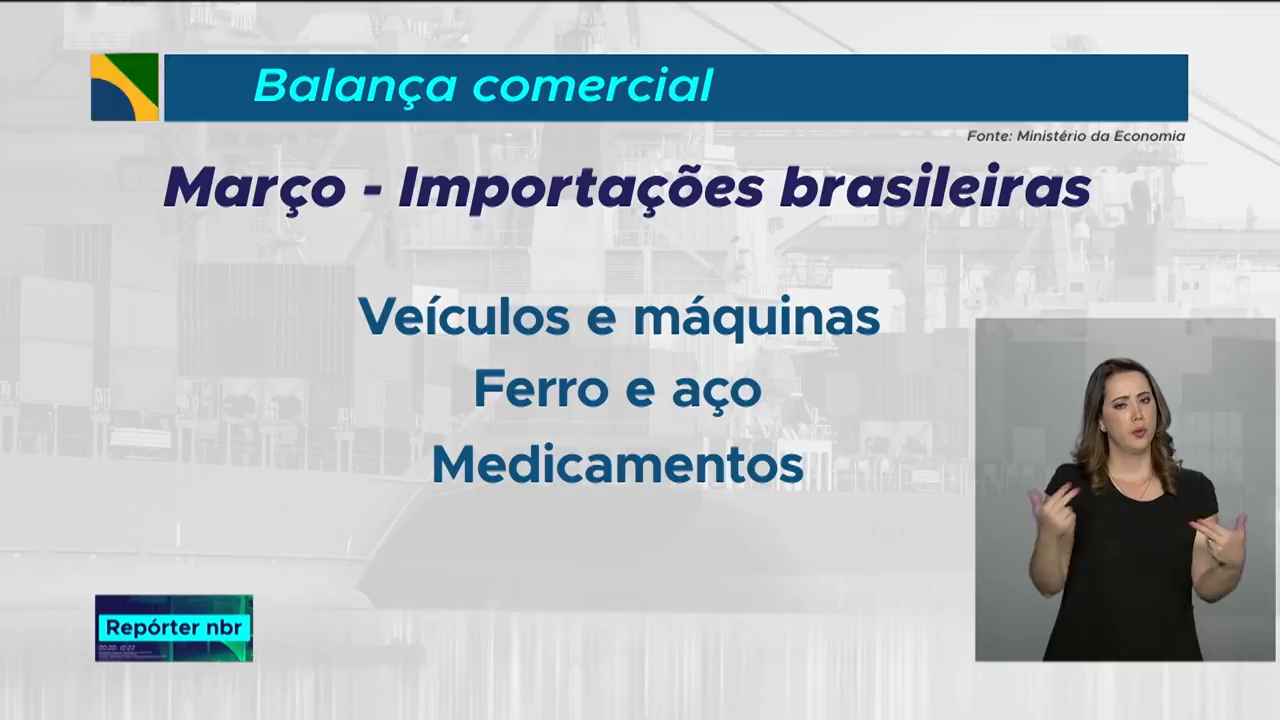 Balança comercial
Fonte: Ministério da Economia
Março - Importações brasileiras
Veículos e máquinas
Ferro e aço
Medicamentos
Repórter nbr